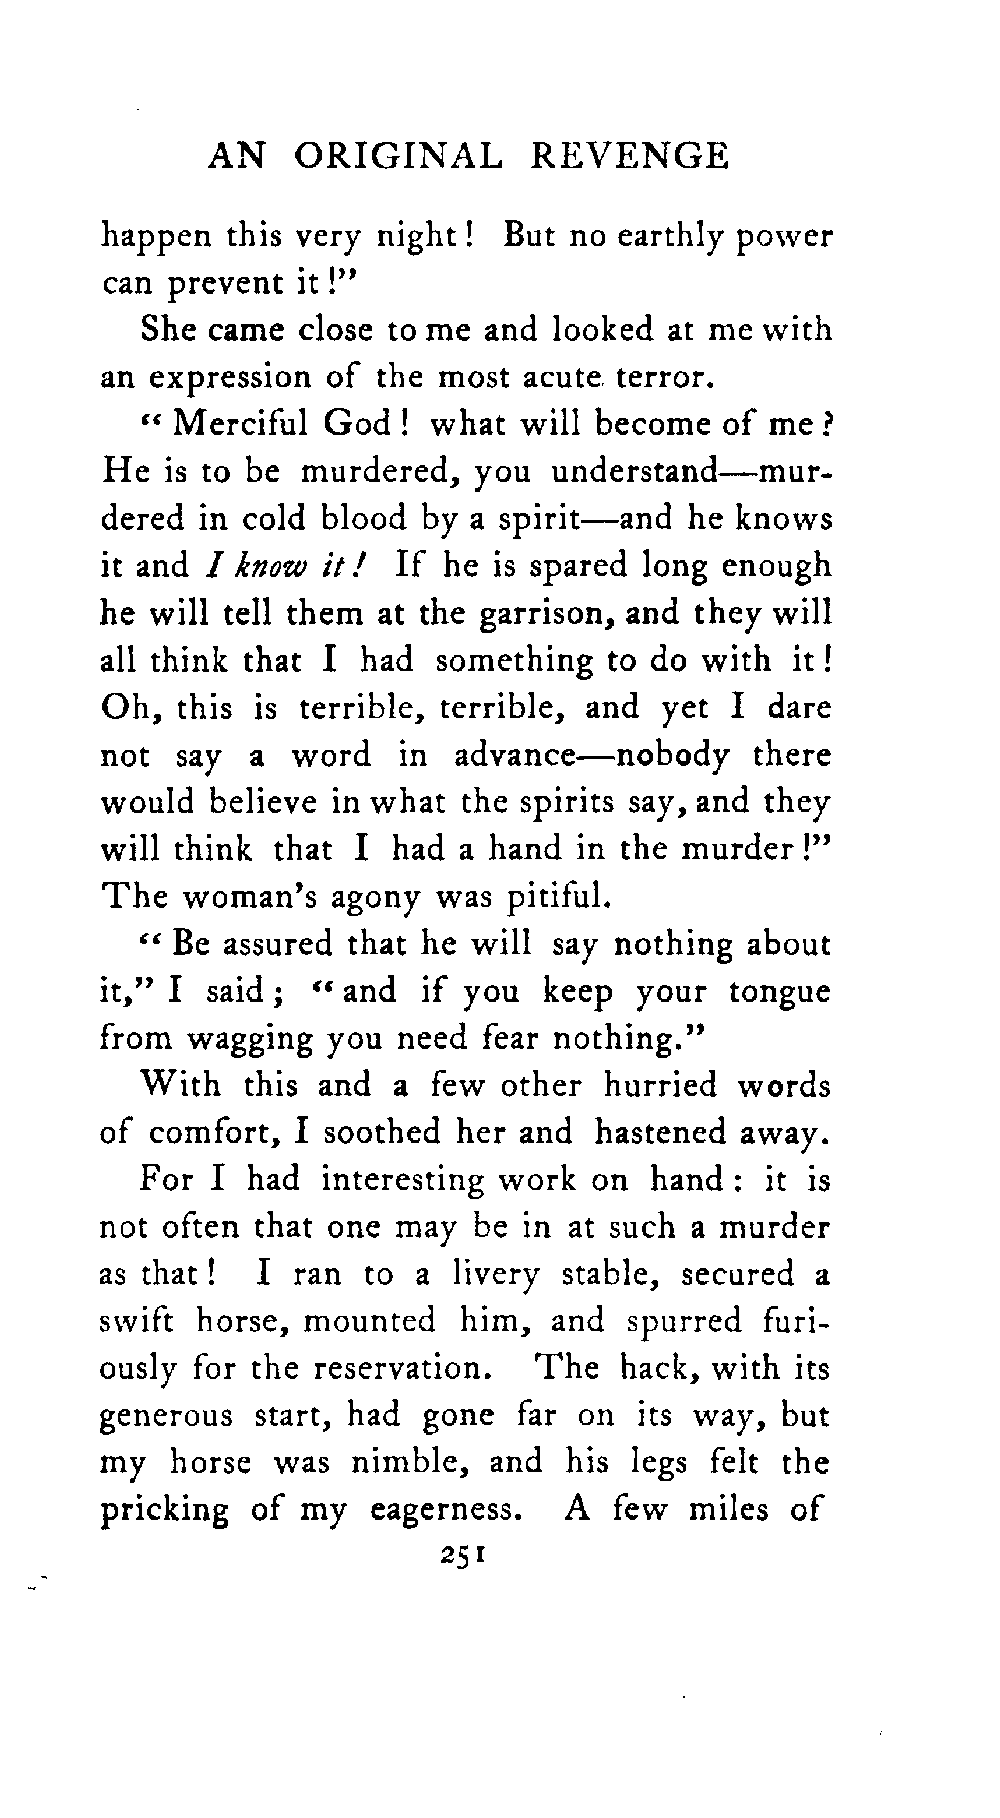 AN ORIGINAL REVENGE
happen this very night! But no earthly power
can prevent it!"
She came close to me and looked at me with
an expression of the most acute terror.
"Merciful God! what will become of me?
He is to be murdered, you understand—mur-
dered in cold blood by a spirit—and he knows
it and I know it! If he is spared long enough
he will tell them at the garrison, and they will
all think that I had something to do with it!
Oh, this is terrible, terrible, and yet I dare
not say a word in advance—nobody there
would believe in what the spirits say, and they
will think that I had a hand in the murder!"
The woman's agony was pitiful.
"Be assured that he will say nothing about
it," I said; "and if you keep your tongue
from wagging you need fear nothing."
With this and a few other hurried words
of comfort, I soothed her and hastened away.
For I had interesting work on hand: it is
not often that one may be in at such a murder
as that! I ran to a livery stable, secured a
swift horse, mounted him, and spurred furi-
ously for the reservation. The hack, with its
generous start, had gone far on its way, but
my horse was nimble, and his legs felt the
pricking of my eagerness. A few miles of
251